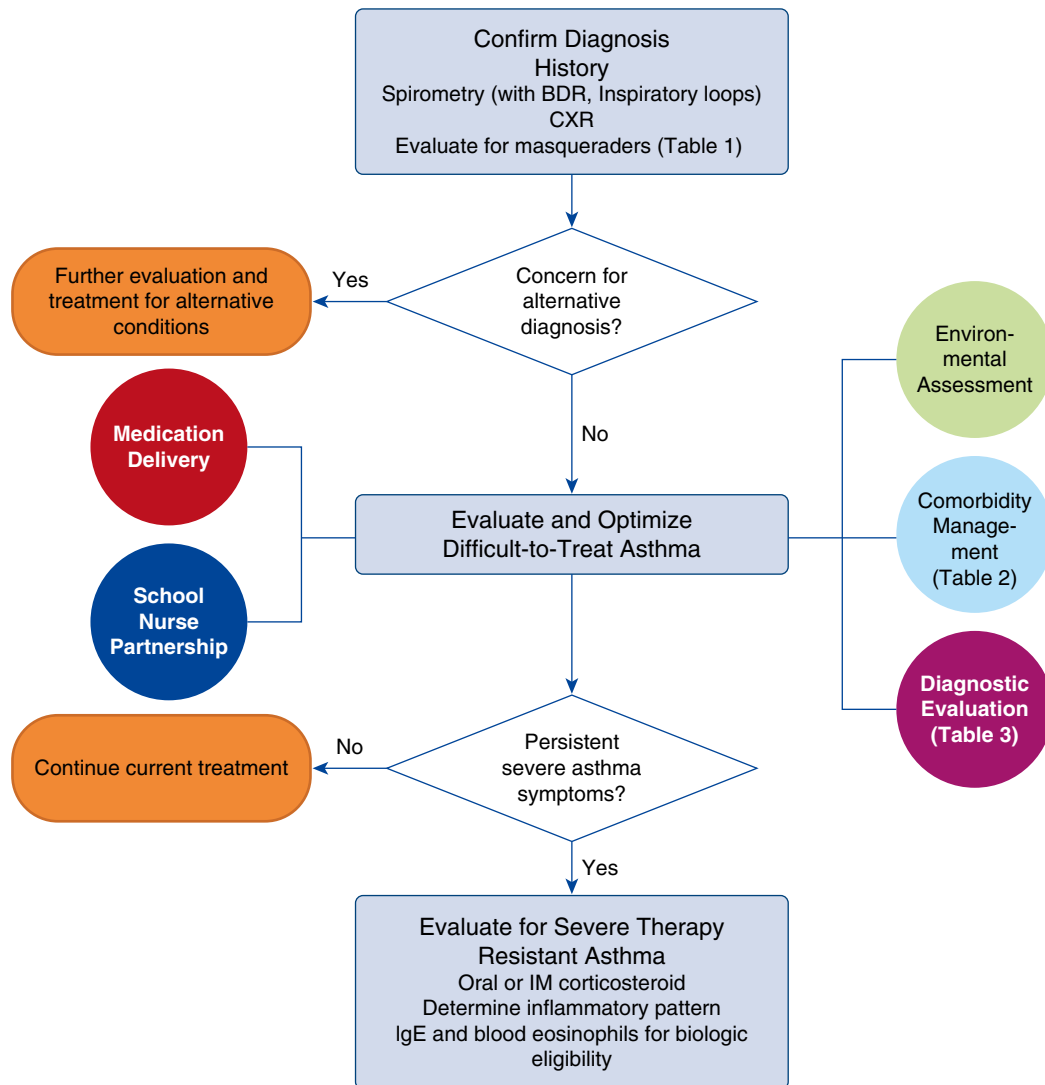 Confirm Diagnosis
History
Spirometry (with BDR, Inspiratory loops)
CXR
Evaluate for masqueraders (Table 1)
Concern for
alternative
diagnosis?
Yes
Further evaluation and
treatment for alternative
conditions
No
Medication
Delivery
School
Nurse
Partnership
Evaluate and Optimize
Difficult-to-Treat Asthma
Environ-
mental
Assessment
Comorbidity
Manage-
ment
(Table 2)
Diagnostic
Evaluation
(Table 3)
Persistent
severe asthma
symptoms?
No
Continue current treatment
Yes
Evaluate for Severe Therapy
Resistant Asthma
Oral or IM corticosteroid
Determine inflammatory pattern
IgE and blood eosinophils for biologic
eligibility